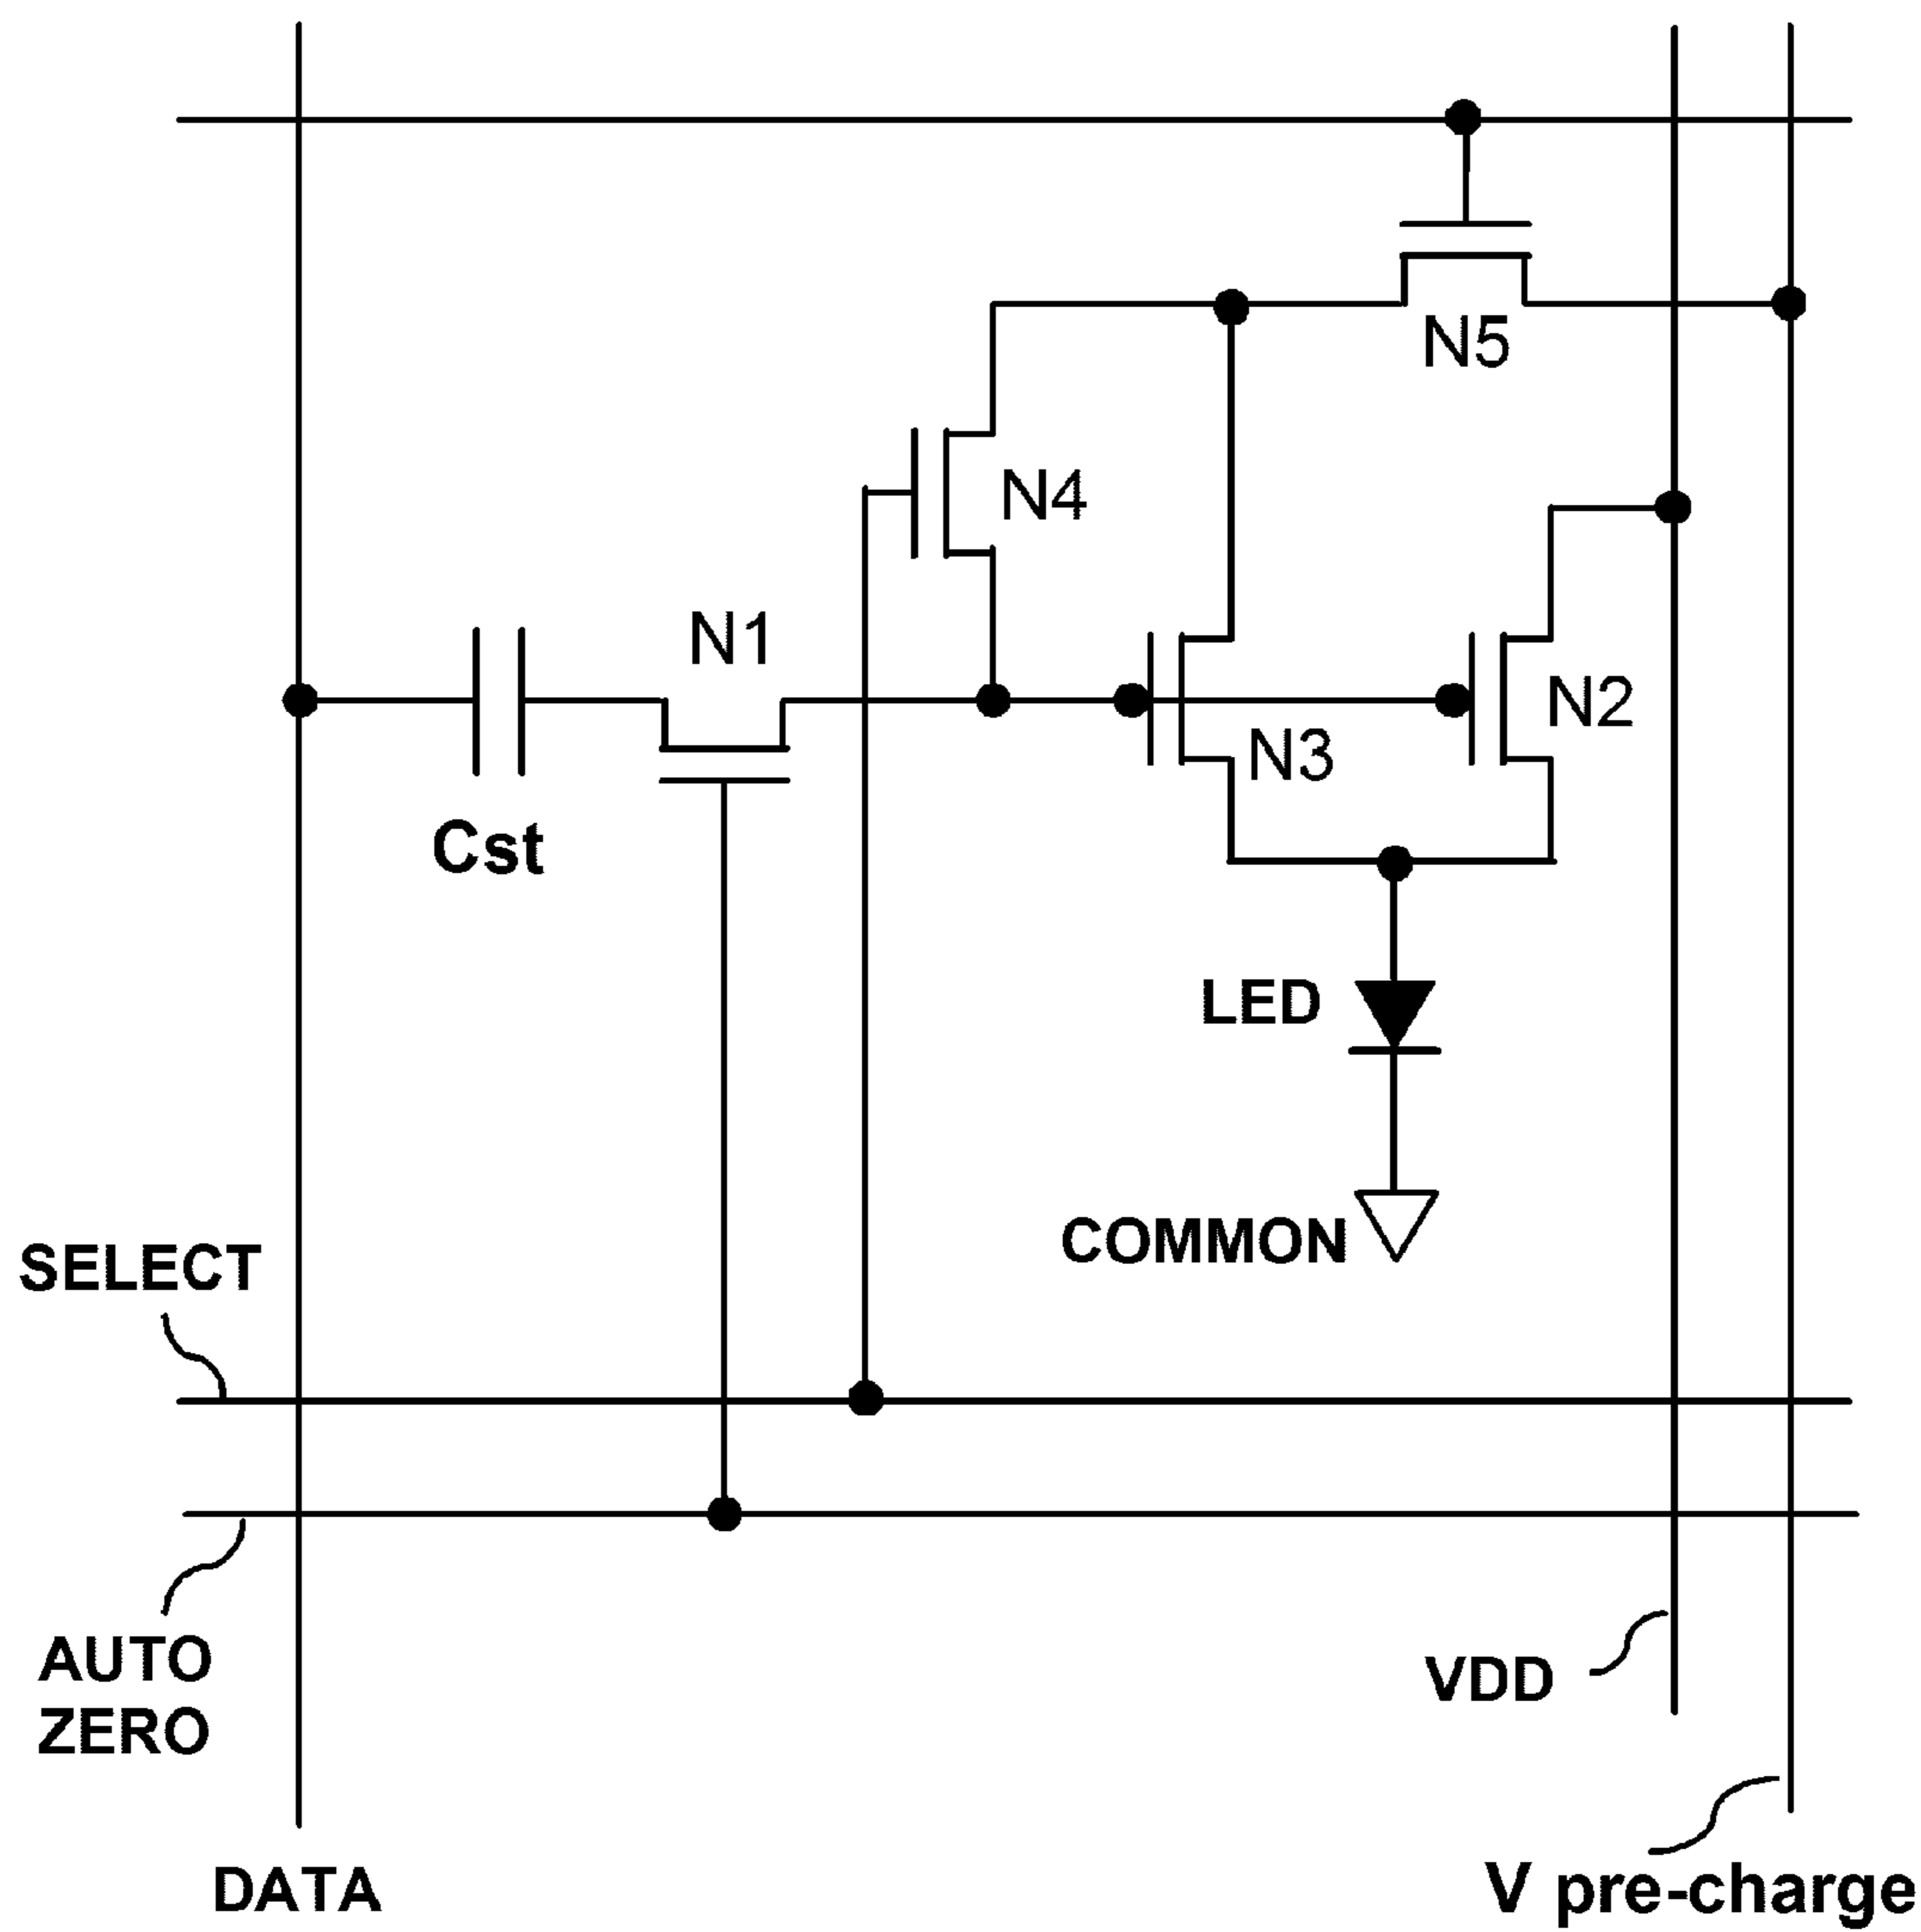 N5
N4
N1
N2
N3
Cst
LED
COMMON
SELECT
AUTO
ZERO
VDD
DATA
V pre-charge